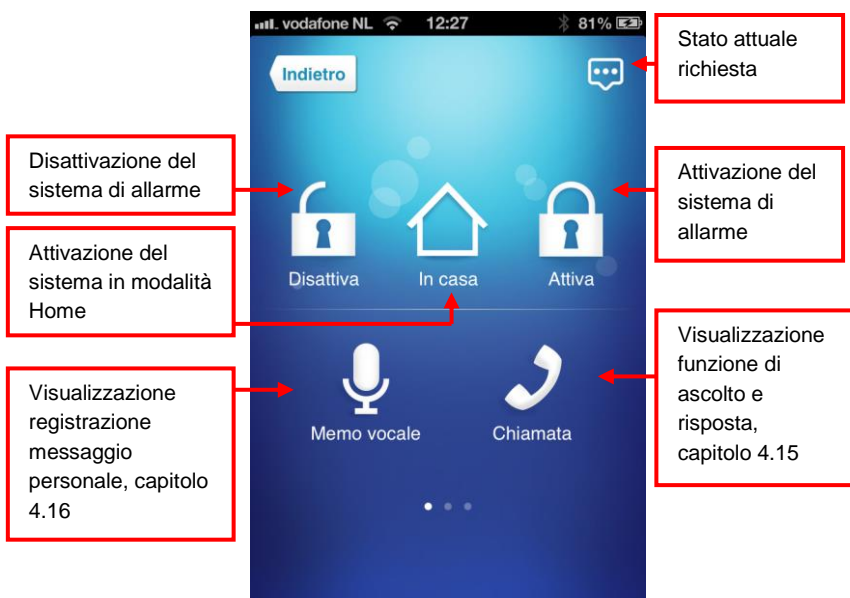 vodafone NL 12:27 81%
Indietro
Stato attuale
richiesta
Disattivazione del
sistema di allarme
Attivazione del
sistema di
allarme
Attivazione del
sistema in modalità
Home
Disattiva In casa Attiva
Visualizzazione
funzione di
ascolto e
risposta,
capitolo 4.15
Visualizzazione
registrazione
messaggio
personale, capitolo
4.16
Memo vocale Chiamata